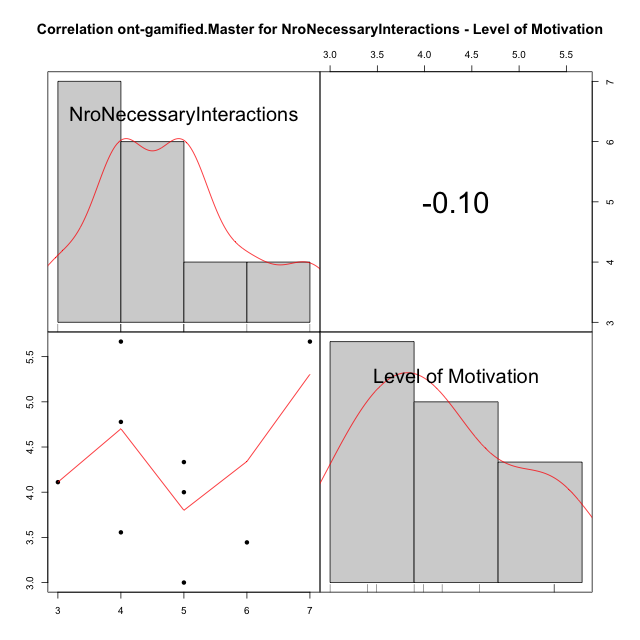 Correlation ont-gamified.Master for NroNecessaryInteractions - Level of Motivation
3.0 3.5 4.0 4.5 5.0 5.5
NroNecessaryInteractions
-0.10
7
6
5
4
3
5.5
5.0
4.5
4.0
3.5
3.0
Level of Motivation
3 4 5 6 7